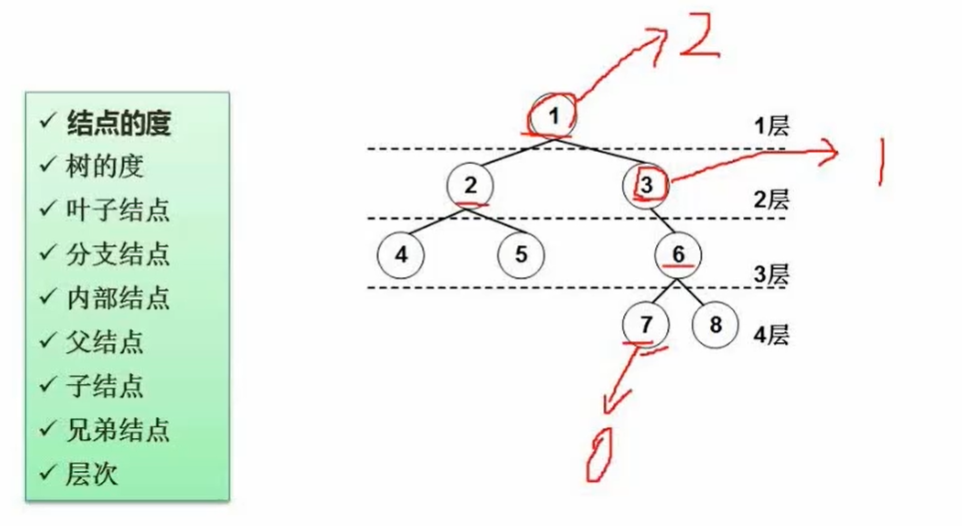 ✓ 结点的度
✓ 树的度
✓ 叶子结点
✓ 分支结点
✓ 内部结点
✓ 父结点
✓ 子结点
✓ 兄弟结点
✓ 层次
2
1
1层
1
2
3
2层
4
5
6
3层
7
8
4层
0